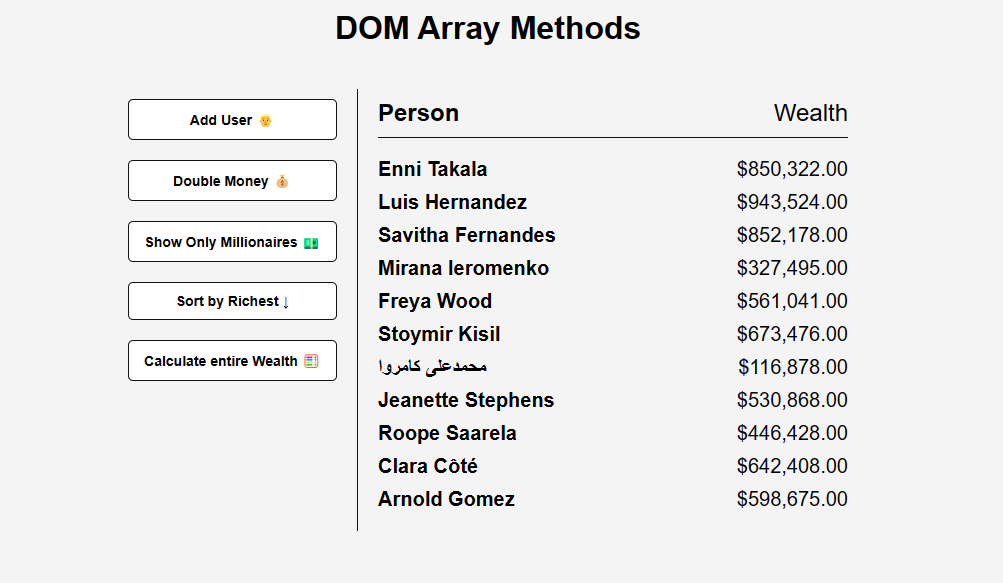 DOM Array Methods
Add User 👴
Double Money 💰
Show Only Millionaires 💵
Sort by Richest ↓
Calculate entire Wealth 🧮
Person Wealth
Enni Takala $850,322.00
Luis Hernandez $943,524.00
Savitha Fernandes $852,178.00
Mirana Ieromenko $327,495.00
Freya Wood $561,041.00
Stoymir Kisil $673,476.00
محمدعلی کامروا $116,878.00
Jeanette Stephens $530,868.00
Roope Saarela $446,428.00
Clara Côté $642,408.00
Arnold Gomez $598,675.00